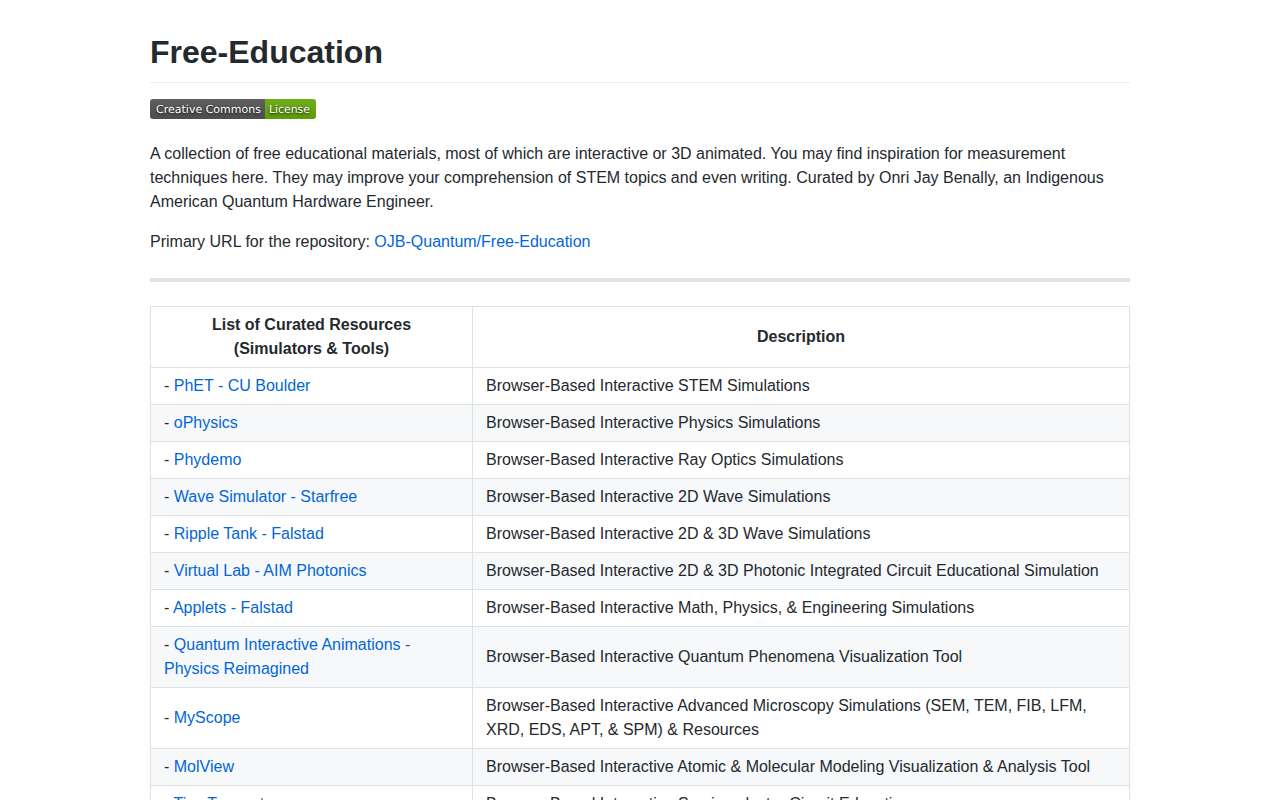 Free-Education
Creative Commons License
A collection of free educational materials, most of which are interactive or 3D animated. You may find inspiration for measurement
techniques here. They may improve your comprehension of STEM topics and even writing. Curated by Onri Jay Benally, an Indigenous
American Quantum Hardware Engineer.
Primary URL for the repository: OJB-Quantum/Free-Education
List of Curated Resources
(Simulators & Tools)
Description
- PhET - CU Boulder
Browser-Based Interactive STEM Simulations
- oPhysics
Browser-Based Interactive Physics Simulations
- Phydemo
Browser-Based Interactive Ray Optics Simulations
- Wave Simulator - Starfree
Browser-Based Interactive 2D Wave Simulations
- Ripple Tank - Falstad
Browser-Based Interactive 2D & 3D Wave Simulations
- Virtual Lab - AIM Photonics
Browser-Based Interactive 2D & 3D Photonic Integrated Circuit Educational Simulation
- Applets - Falstad
Browser-Based Interactive Math, Physics, & Engineering Simulations
- Quantum Interactive Animations -
Physics Reimagined
Browser-Based Interactive Quantum Phenomena Visualization Tool
- MyScope
Browser-Based Interactive Advanced Microscopy Simulations (SEM, TEM, FIB, LFM,
XRD, EDS, APT, & SPM) & Resources
- MolView
Browser-Based Interactive Atomic & Molecular Modeling Visualization & Analysis Tool